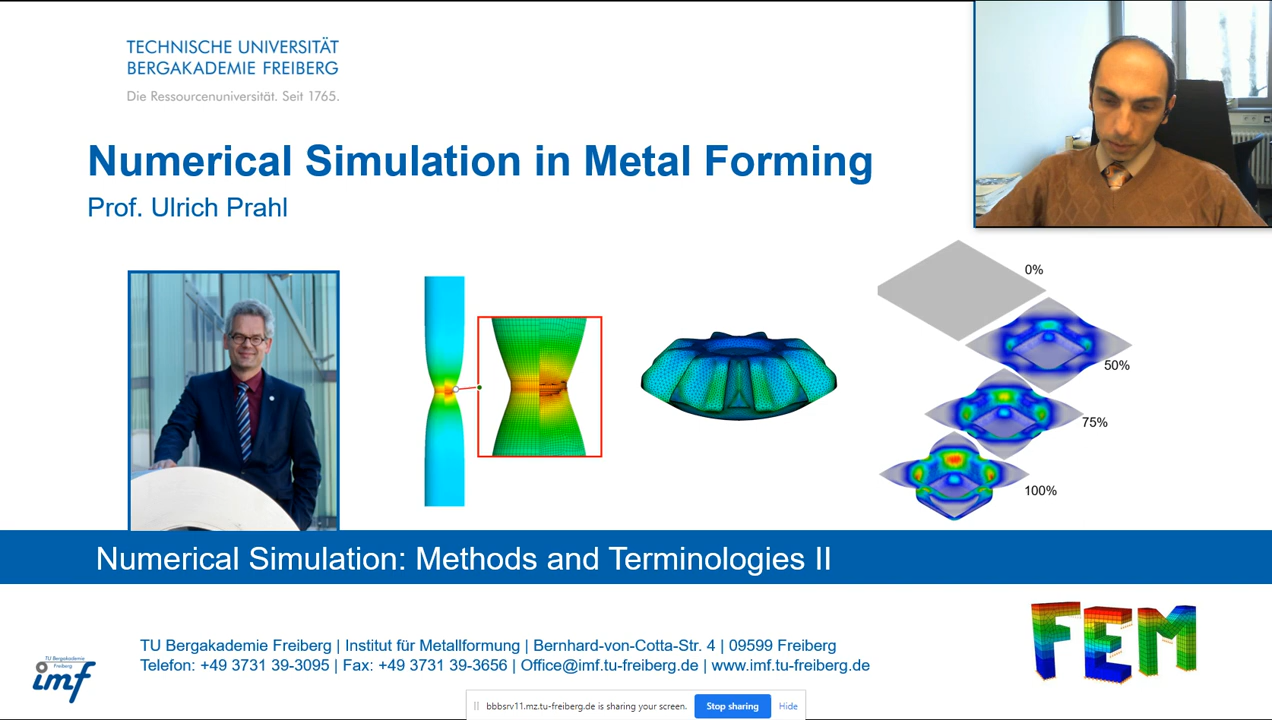 TECHNISCHE UNIVERSITÄT
BERGAKADEMIE FREIBERG
Die Ressourcenuniversität. Seit 1765.
Numerical Simulation in Metal Forming
Prof. Ulrich Prahl
0%
50%
75%
100%
Numerical Simulation: Methods and Terminologies II
FEM
TU Bergakademie Freiberg | Institut für Metallformung | Bernhard-von-Cotta-Str. 4 | 09599 Freiberg
Telefon: +49 3731 39-3095 | Fax: +49 3731 39-3656 | Office@imf.tu-freiberg.de | www.imf.tu-freiberg.de
TU Bergakademie
Freiberg
imf
bbbsrv11.mz.tu-freiberg.de is sharing your screen.
Stop sharing
Hide